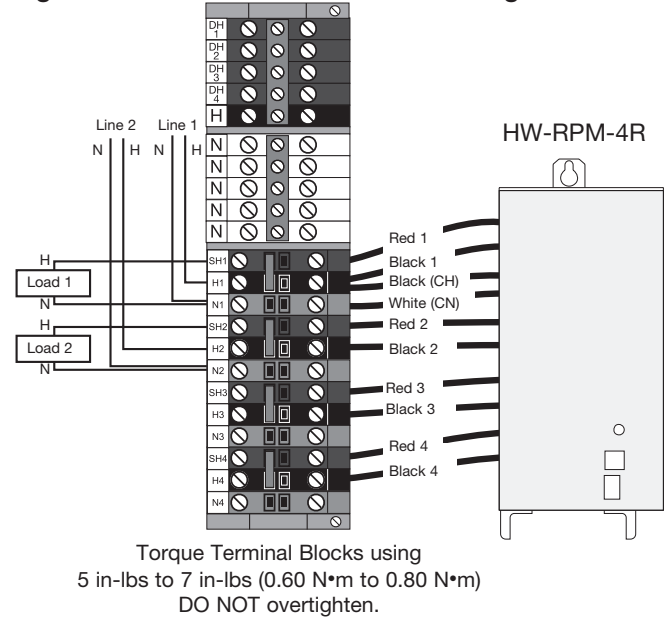 DH
1
DH
2
DH
3
DH
4
H
Line 2 Line 1
N H N H
N
N
N
N
N
HW-RPM-4R
SH1
H1
N1
SH2
H2
N2
SH3
H3
N3
SH4
H4
N4
H
Load 1
N
H
Load 2
N
Red 1
Black 1
Black (CH)
White (CN)
Red 2
Black 2
Red 3
Black 3
Red 4
Black 4
Torque Terminal Blocks using
5 in-lbs to 7 in-lbs (0.60 N•m to 0.80 N•m)
DO NOT overtighten.